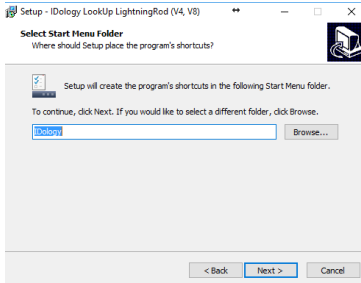 Setup - IDology LookUp LightningRod (V4, V8)
Select Start Menu Folder
Where should Setup place the program's shortcuts?
Setup will create the program's shortcuts in the following Start Menu folder.
To continue, click Next. If you would like to select a different folder, click Browse.
IDology
Browse...
< Back
Next >
Cancel